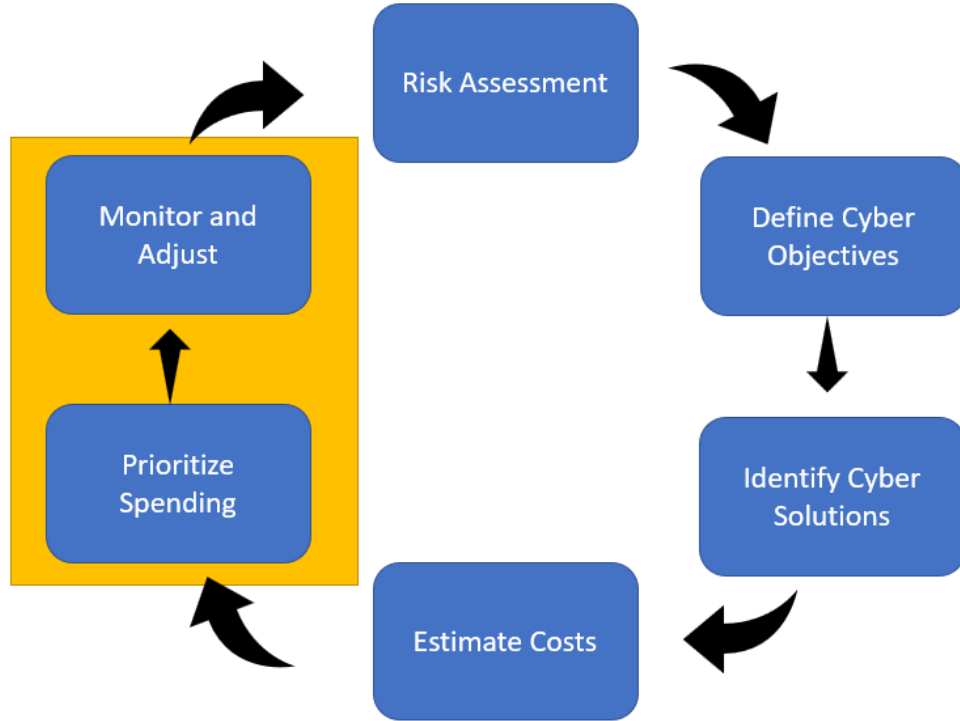 Risk Assessment
Define Cyber
Objectives
Identify Cyber
Solutions
Estimate Costs
Prioritize
Spending
Monitor and
Adjust